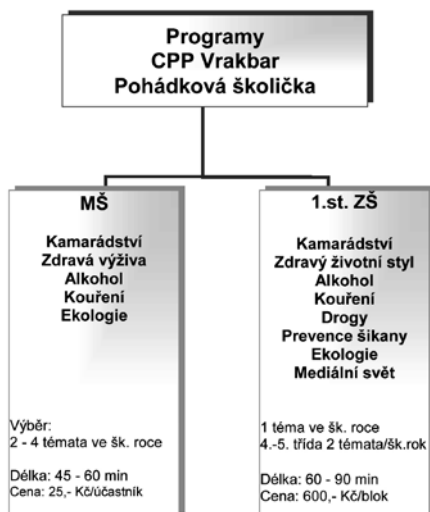 Programy
CPP Vrakbar
Pohádková školička
MŠ
Kamarádství
Zdravá výživa
Alkohol
Kouření
Ekologie
Výběr:
2 - 4 témata ve šk. roce
Délka: 45 - 60 min
Cena: 25,- Kč/účastník
1.st. ZŠ
Kamarádství
Zdravý životní styl
Alkohol
Kouření
Drogy
Prevence šikany
Ekologie
Mediální svět
1 téma ve šk. roce
4.-5. třída 2 témata/šk.rok
Délka: 60 - 90 min
Cena: 600,- Kč/blok